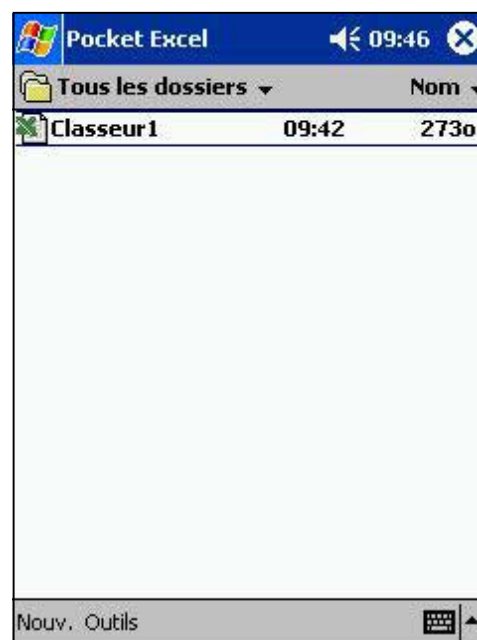 Pocket Excel 09:46
Tous les dossiers Nom
Classeur1 09:42 273o
Nouv. Outils